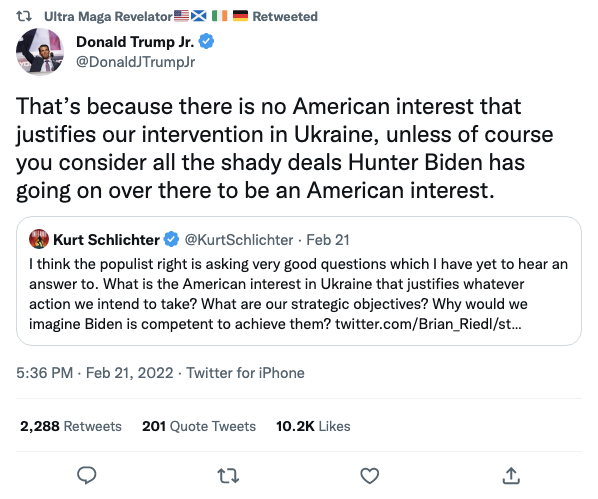 Ultra Maga Revelator🇺🇸🏴󠁧󠁢󠁳󠁣󠁴󠁿 🇮🇪 🇩🇪 Retweeted
Donald Trump Jr.
@DonaldJTrumpJr
That’s because there is no American interest that
justifies our intervention in Ukraine, unless of course
you consider all the shady deals Hunter Biden has
going on over there to be an American interest.
Kurt Schlichter @KurtSchlichter · Feb 21
I think the populist right is asking very good questions which I have yet to hear an
answer to. What is the American interest in Ukraine that justifies whatever
action we intend to take? What are our strategic objectives? Why would we
imagine Biden is competent to achieve them? twitter.com/Brian_Riedl/st…
5:36 PM · Feb 21, 2022 · Twitter for iPhone
2,288 Retweets 201 Quote Tweets 10.2K Likes